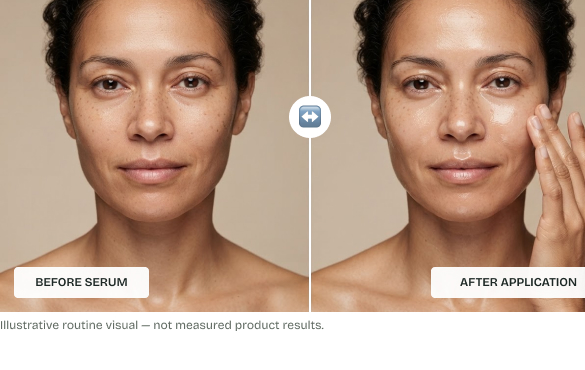 BEFORE SERUM
AFTER APPLICATION
Illustrative routine visual — not measured product results.